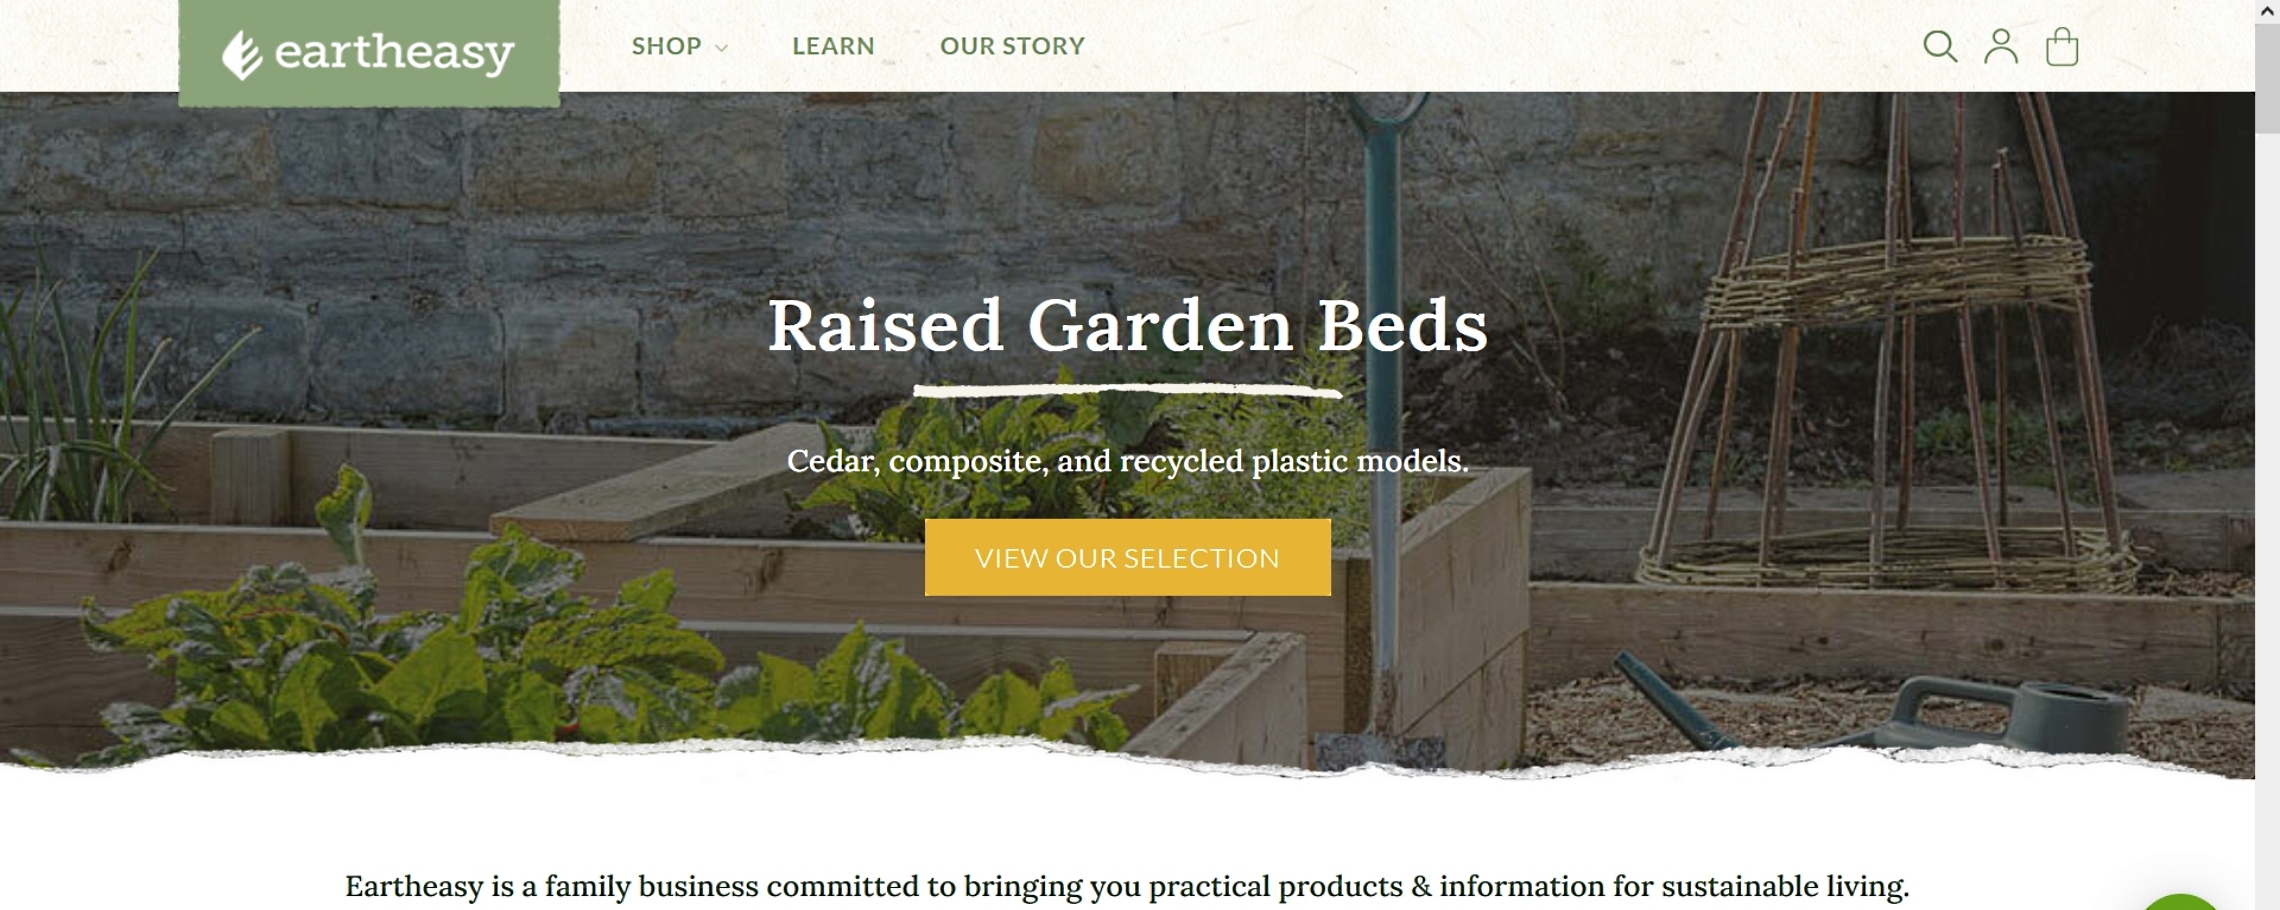 eartheasy
SHOP
LEARN
OUR STORY
Raised Garden Beds
Cedar, composite, and recycled plastic models.
VIEW OUR SELECTION
Eartheasy is a family business committed to bringing you practical products & information for sustainable living.